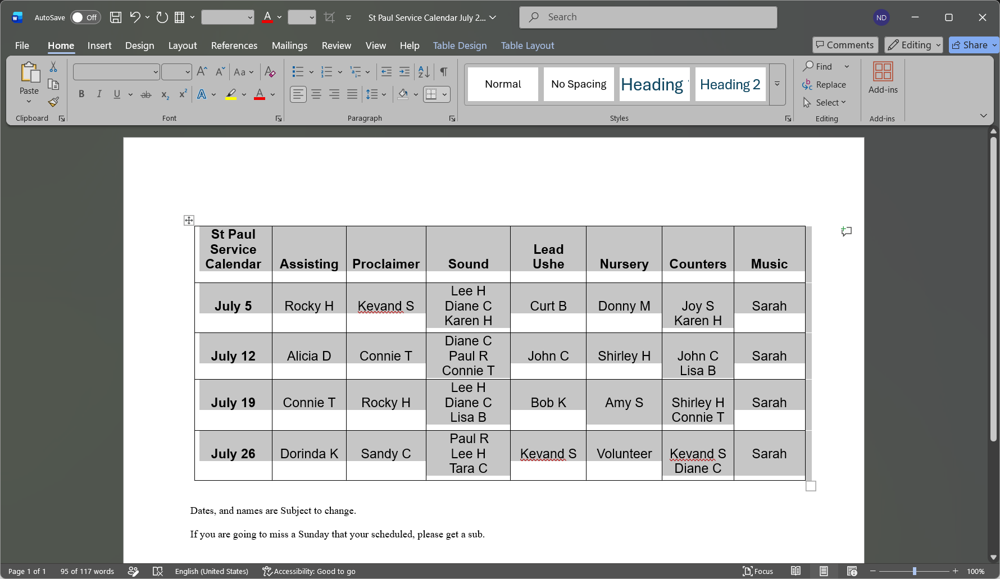 AutoSave Off St Paul Service Calendar July 2... Search ND
File Home Insert Design Layout References Mailings Review View Help Table Design Table Layout Comments Editing Share
Paste
Clipboard
Aa
B I U ab x₂ x² A A
Font
Paragraph
Normal No Spacing Heading 1 Heading 2
Styles
Find
Replace
Select
Editing
Add-ins
Add-ins
St Paul
Service
Calendar Assisting Proclaimer Sound Lead
Ushe Nursery Counters Music
July 5 Rocky H Kevand S Lee H
Diane C
Karen H Curt B Donny M Joy S
Karen H Sarah
July 12 Alicia D Connie T Diane C
Paul R
Connie T John C Shirley H John C
Lisa B Sarah
July 19 Connie T Rocky H Lee H
Diane C
Lisa B Bob K Amy S Shirley H
Connie T Sarah
July 26 Dorinda K Sandy C Paul R
Lee H
Tara C Kevand S Volunteer Kevand S
Diane C Sarah
Dates, and names are Subject to change.
If you are going to miss a Sunday that your scheduled, please get a sub.
Page 1 of 1 95 of 117 words English (United States) Accessibility: Good to go Focus 100%